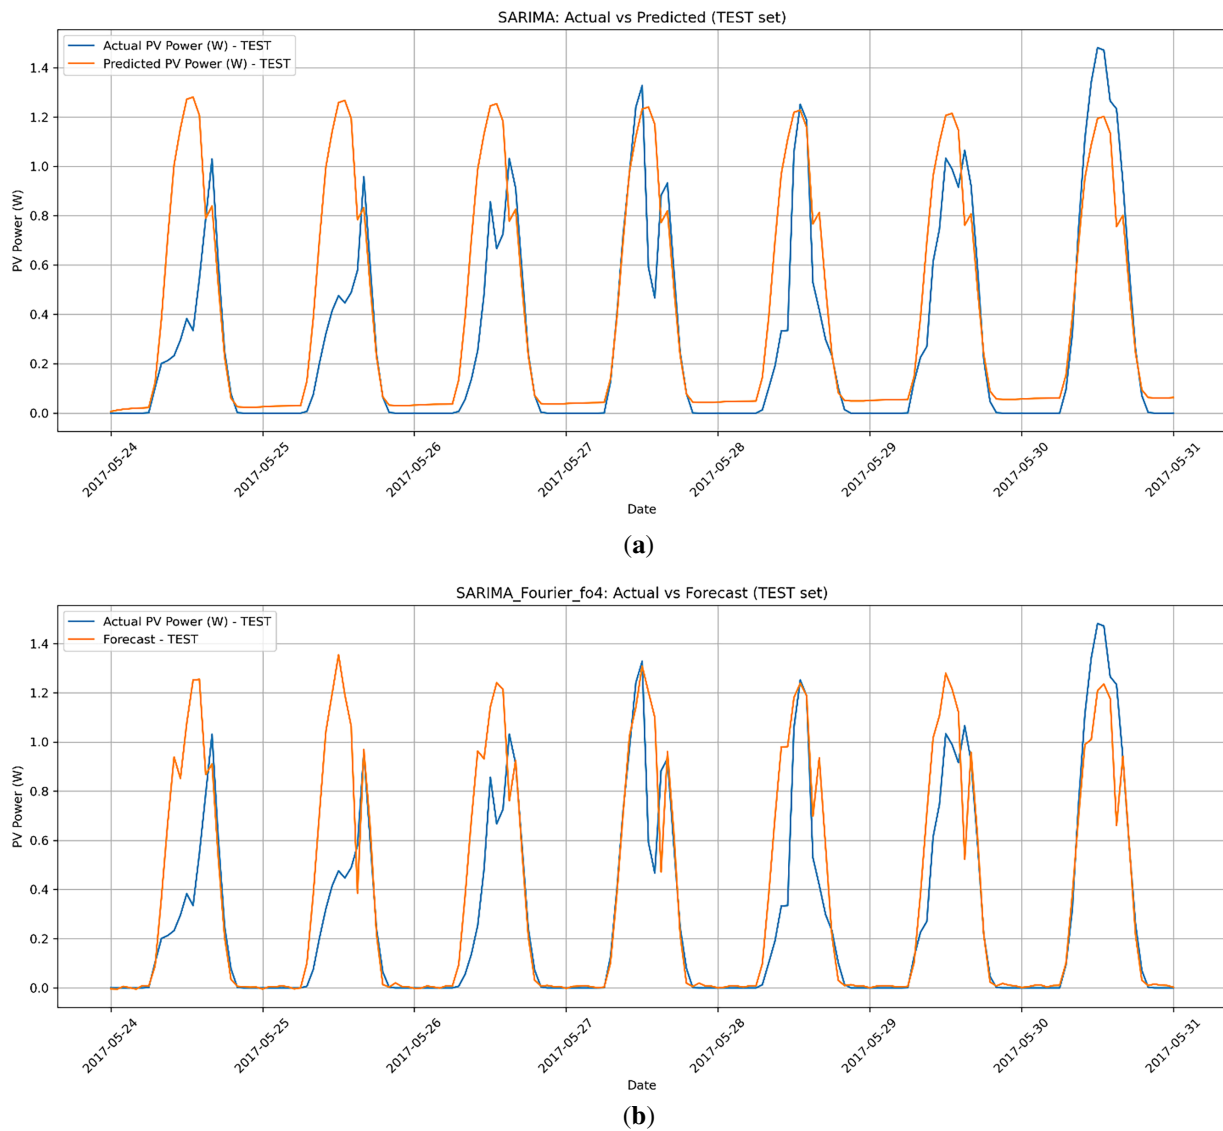 SARIMA: Actual vs Predicted (TEST set)
Actual PV Power (W) - TEST
Predicted PV Power (W) - TEST
PV Power (W)
1.4
1.2
1.0
0.8
0.6
0.4
0.2
0.0
2017-05-24
2017-05-25
2017-05-26
2017-05-27
2017-05-28
2017-05-29
2017-05-30
2017-05-31
Date
(a)
SARIMA_Fourier_fo4: Actual vs Forecast (TEST set)
Actual PV Power (W) - TEST
Forecast - TEST
PV Power (W)
1.4
1.2
1.0
0.8
0.6
0.4
0.2
0.0
2017-05-24
2017-05-25
2017-05-26
2017-05-27
2017-05-28
2017-05-29
2017-05-30
2017-05-31
Date
(b)